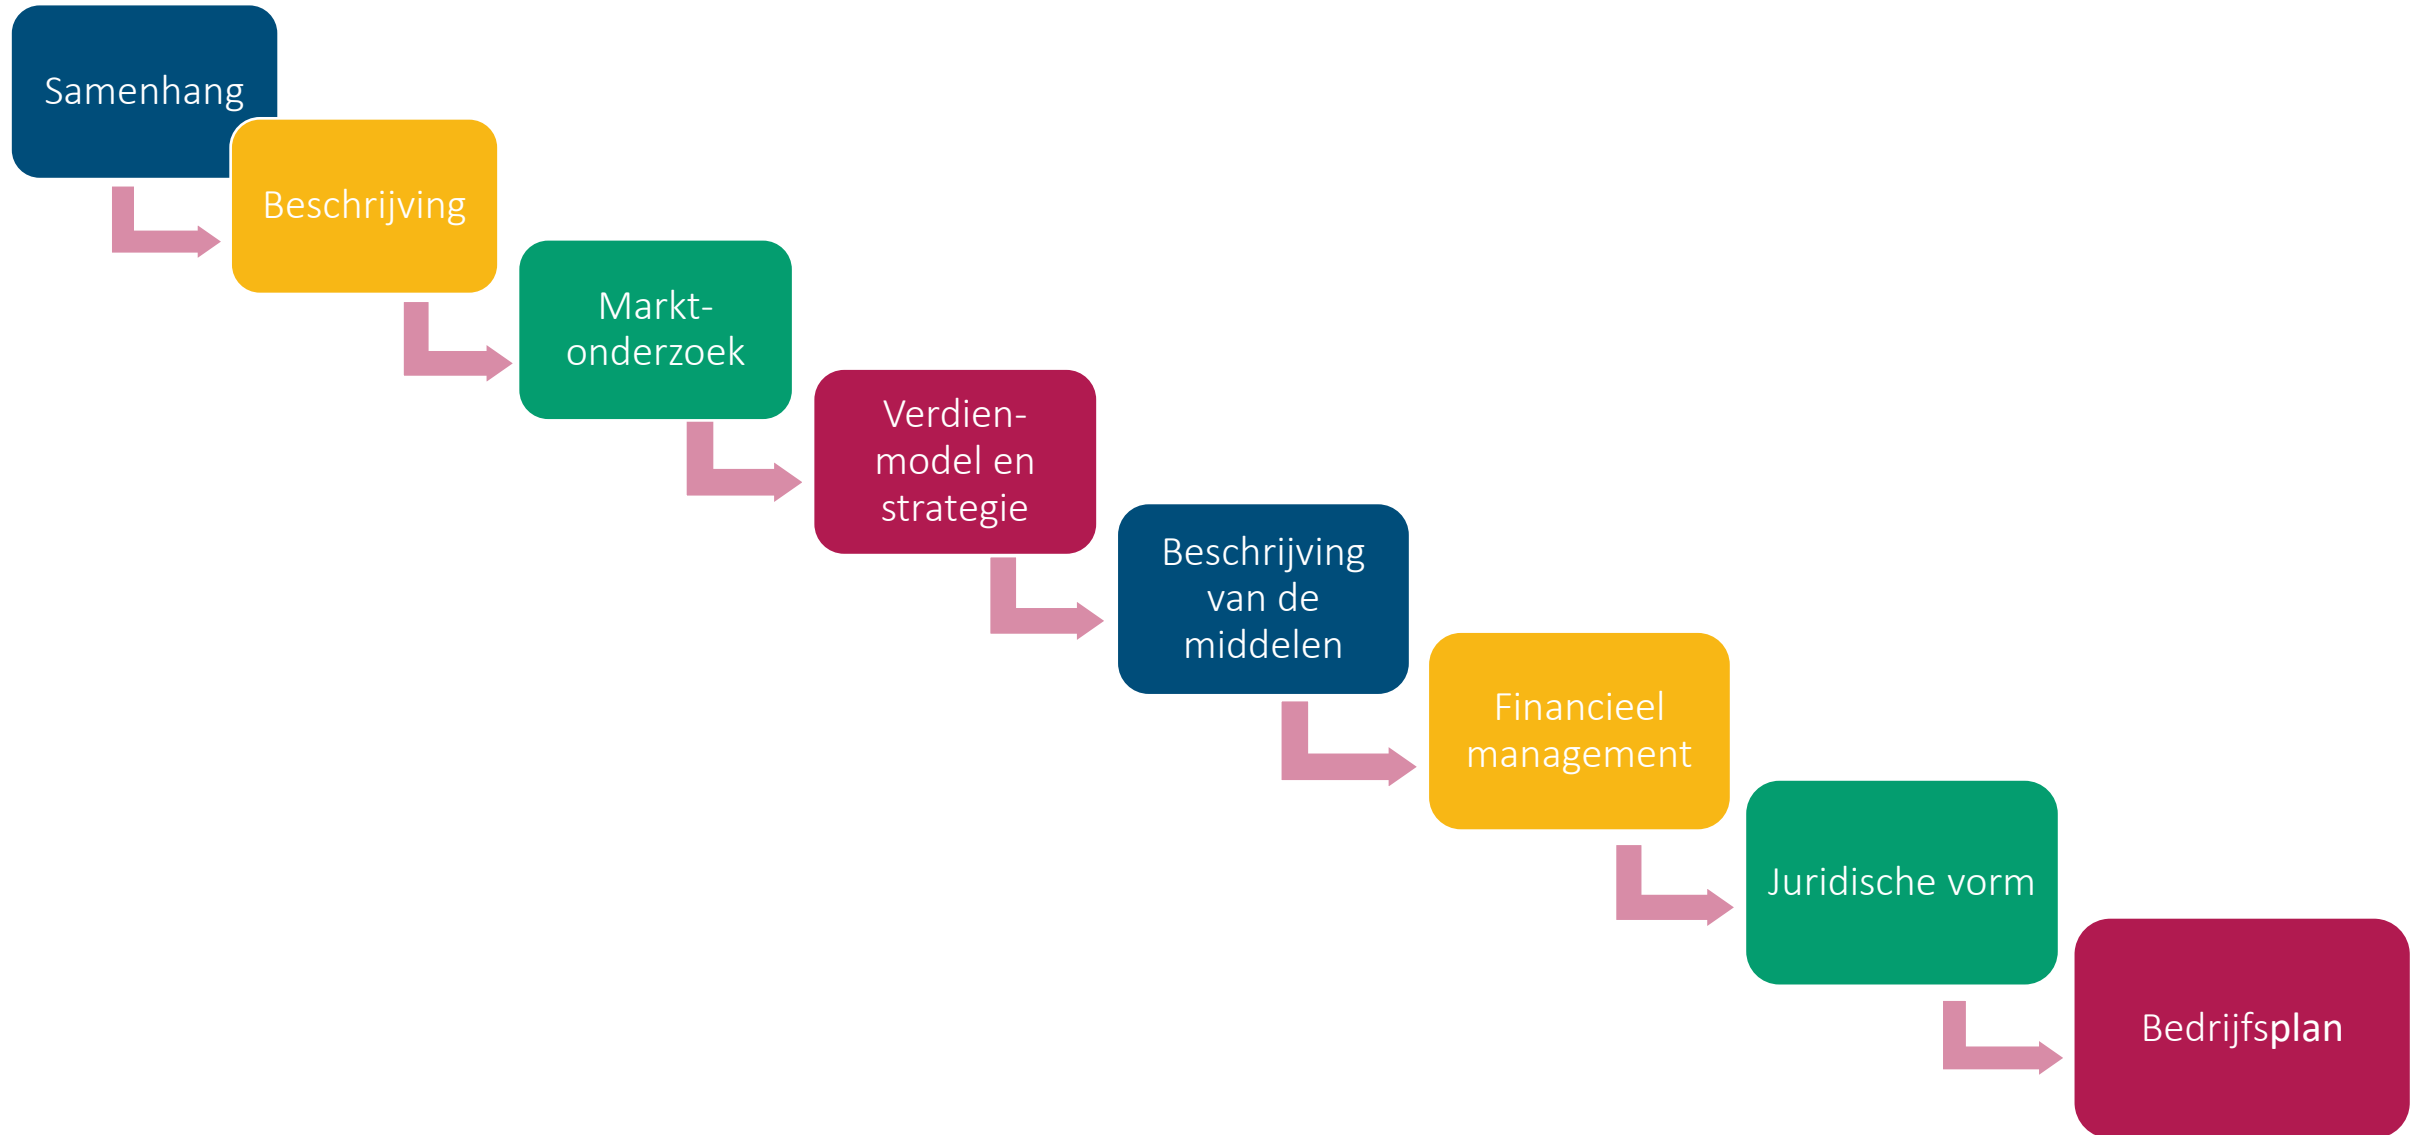 Samenhang
Beschrijving
Markt-
onderzoek
Verdien-
model en
strategie
Beschrijving
van de
middelen
Financieel
management
Juridische vorm
Bedrijfsplan